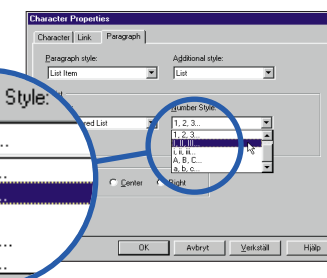 Character Properties
Character Link Paragraph
Paragraph style: Additional style:
List Item List
Style:
red List
Number Style:
1, 2, 3...
1, 2, 3...
I, II, III...
i, ii, iii...
A, B, C...
a, b, c...
Center Right
OK Avbryt Verkställ Hjälp